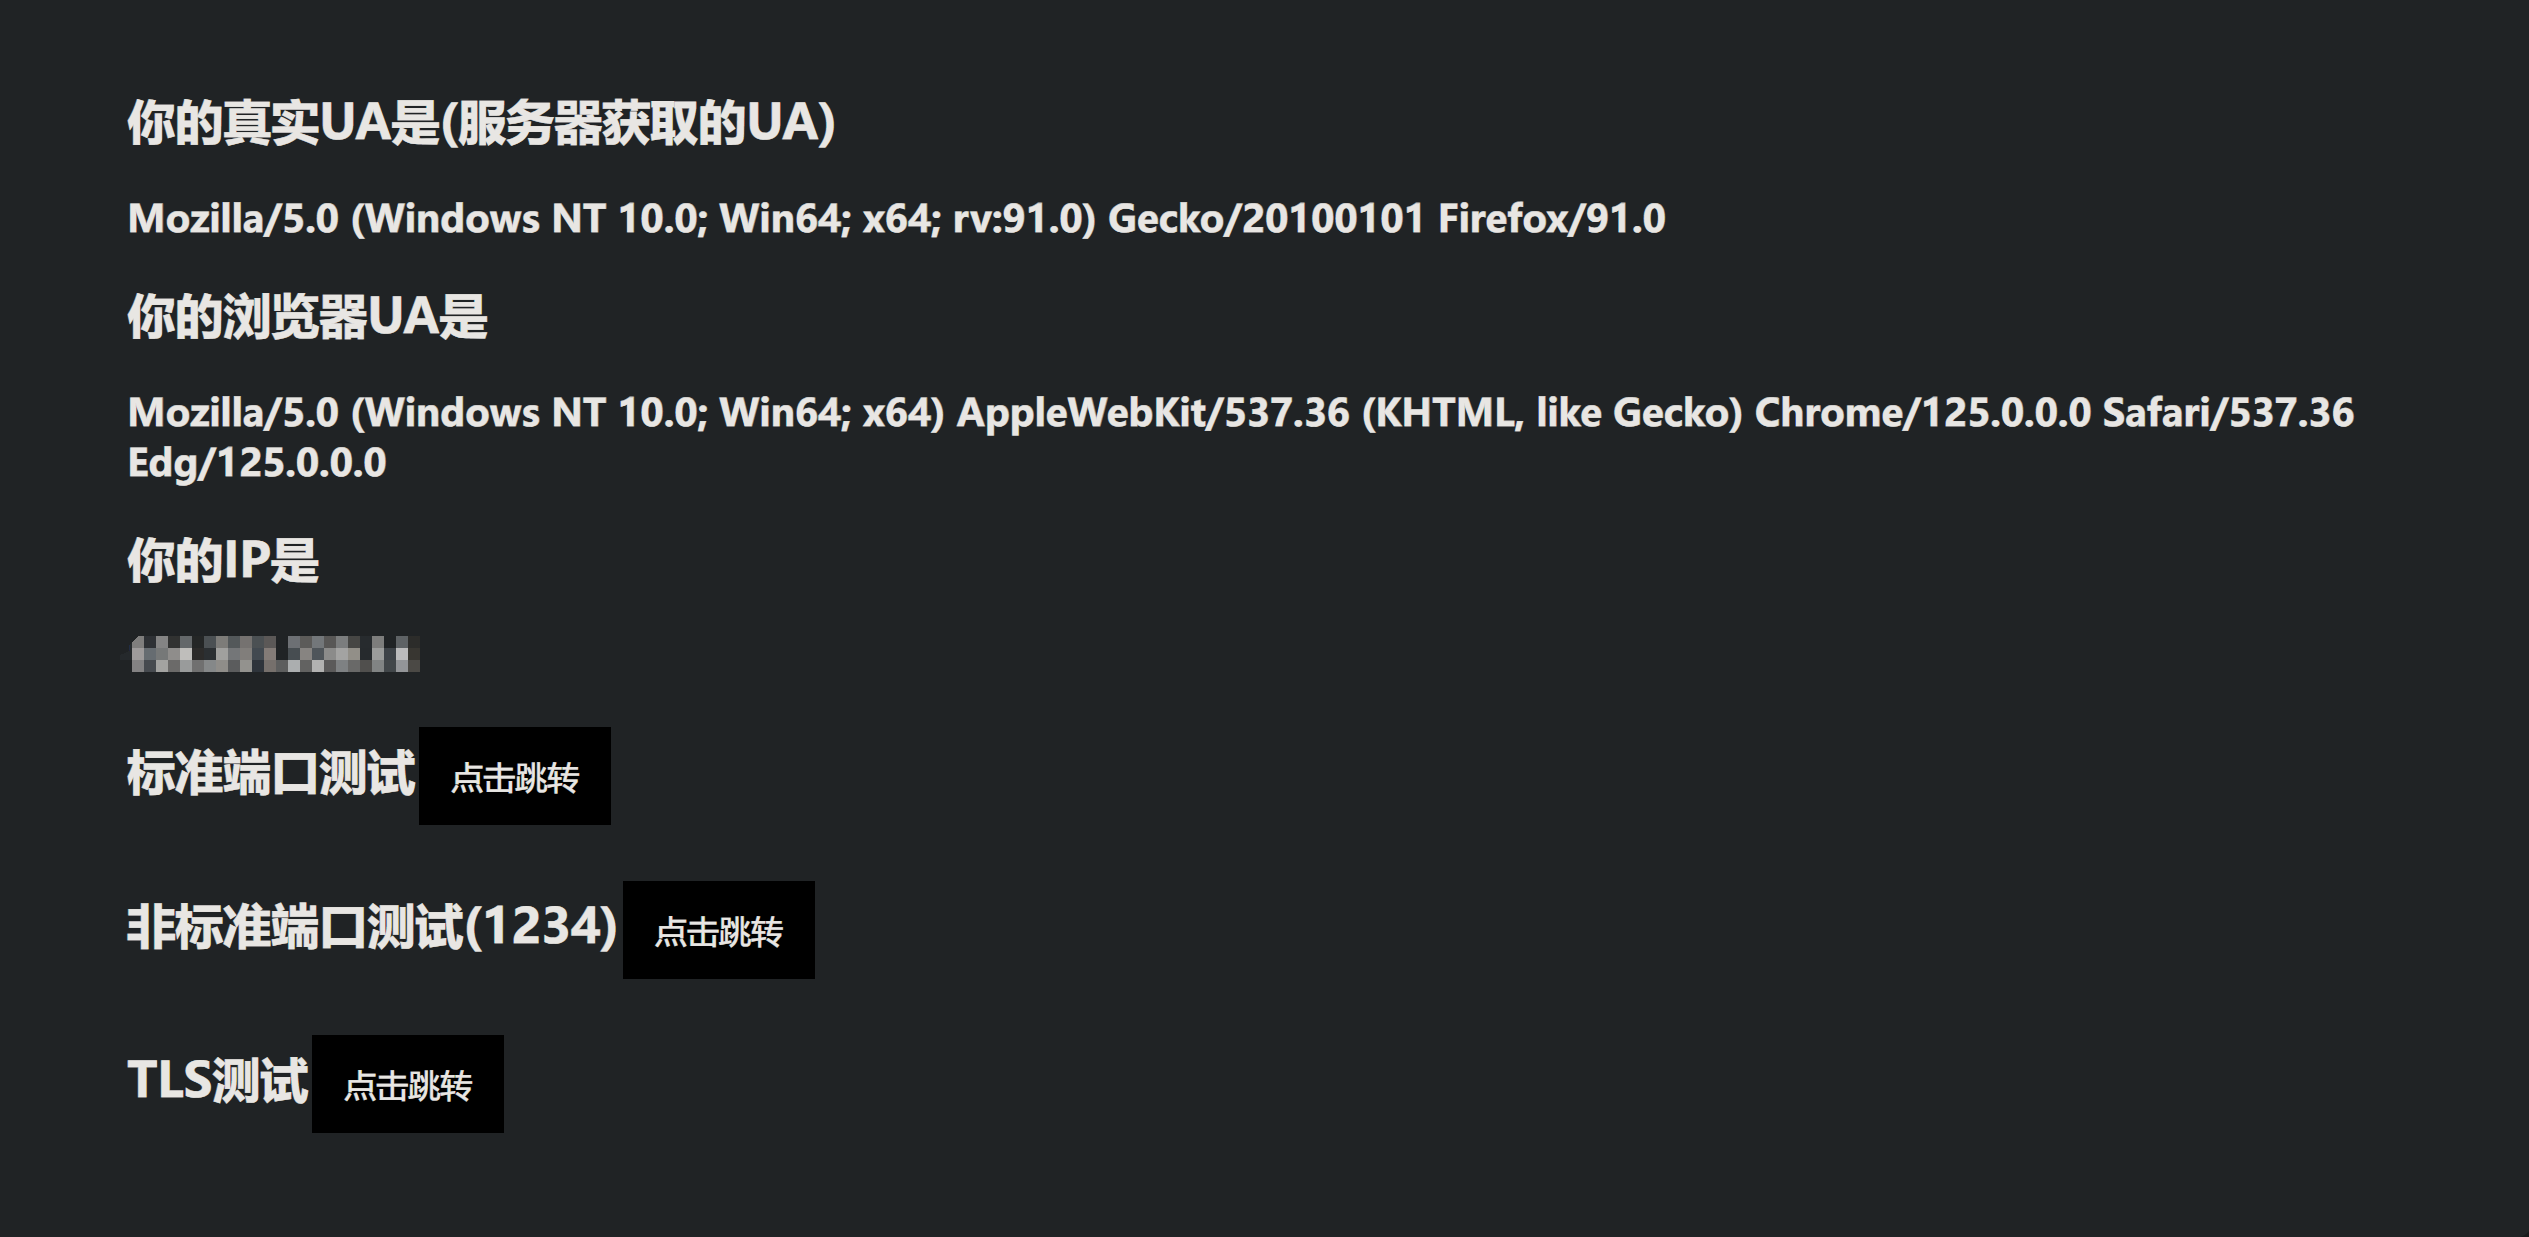 你的真实UA是(服务器获取的UA)
Mozilla/5.0 (Windows NT 10.0; Win64; x64; rv:91.0) Gecko/20100101 Firefox/91.0
你的浏览器UA是
Mozilla/5.0 (Windows NT 10.0; Win64; x64) AppleWebKit/537.36 (KHTML, like Gecko) Chrome/125.0.0.0 Safari/537.36
Edg/125.0.0.0
你的IP是
标准端口测试 点击跳转
非标准端口测试(1234) 点击跳转
TLS测试 点击跳转